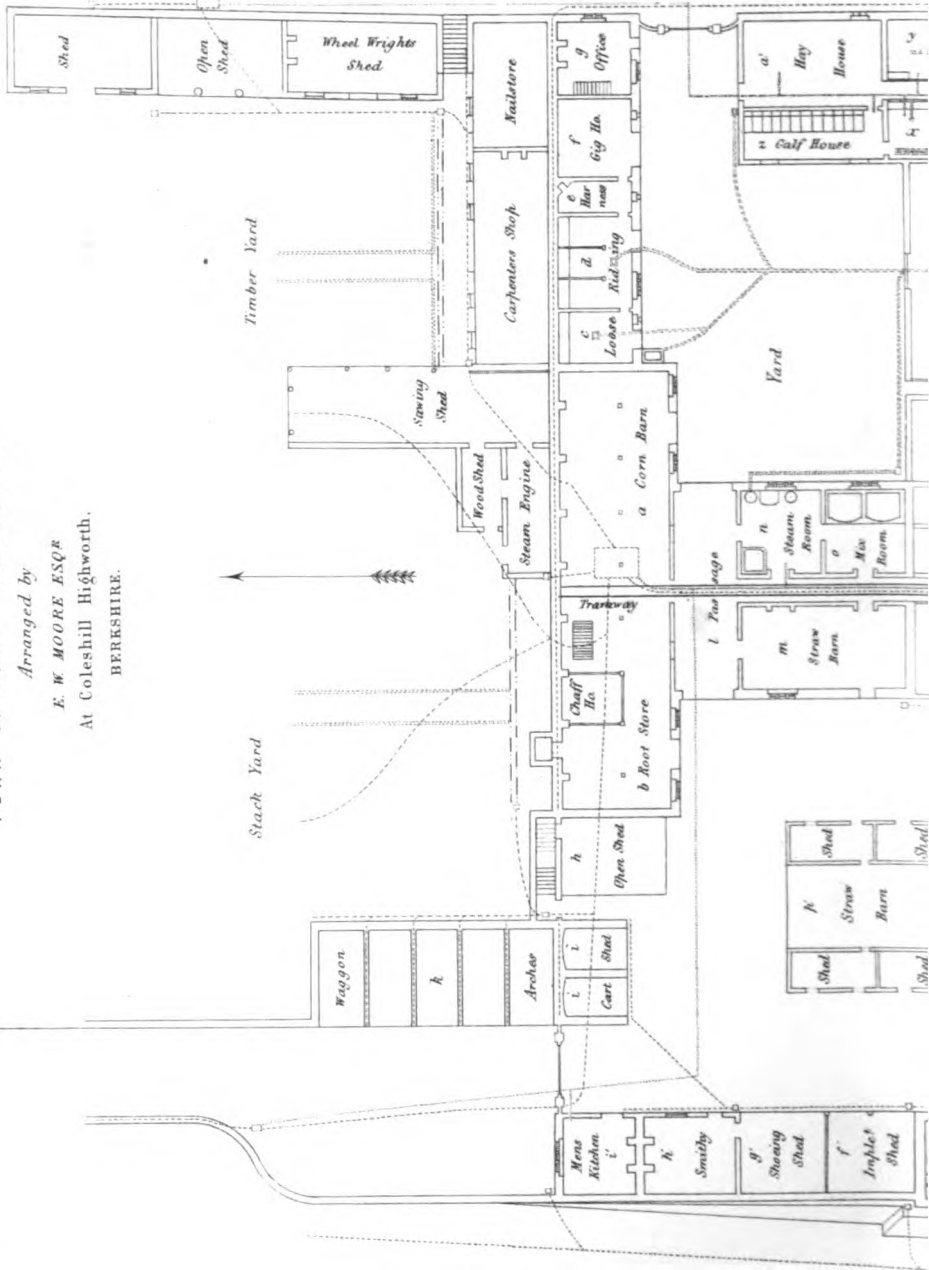 Arranged by
E. W. MOORE ESQR
At Coleshill Highworth.
BERKSHIRE.
Shed
Open
Shed
Wheel Wrights
Shed
Timber Yard
Nailstore
Carpenters Shop
Sawing
Shed
Wood Shed
Steam Engine
Stack Yard
Waggon
k
Arches
g
Office
f
Gig Ho.
e
Har
ness
d
Riding
c
Loose
a Corn Barn
Tramway
Chaff
Ho.
b Root Store
h
Open Shed
i
Shed
i
Cart
a'
Hay
House
y
z Calf House
x
Yard
n
Steam
Room
o
Mix
Room
l Passage
m
Straw
Barn
Shed
Shed
k'
Straw
Barn
Shed
Shed
Mens
Kitchen
i'
h'
Smithy
g'
Shoeing
Shed
f'
Implet
Shed